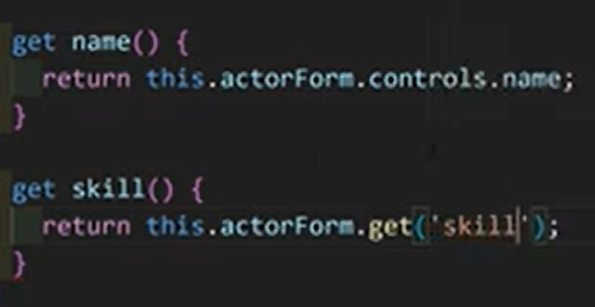 get name() {
return this.actorForm.controls.name;
}
get skill() {
return this.actorForm.get('skill');
}